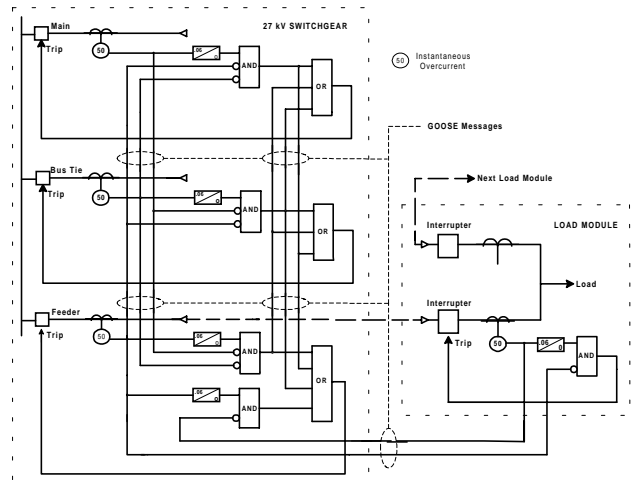 Main
27 kV SWITCHGEAR
Trip
50
.06
0
AND
OR
50
Instantaneous
Overcurrent
GOOSE Messages
Bus Tie
Trip
50
.06
0
AND
OR
Next Load Module
Interrupter
LOAD MODULE
Load
Feeder
Trip
50
.06
0
AND
OR
.06
0
AND
Interrupter
Trip
50
.06
0
AND